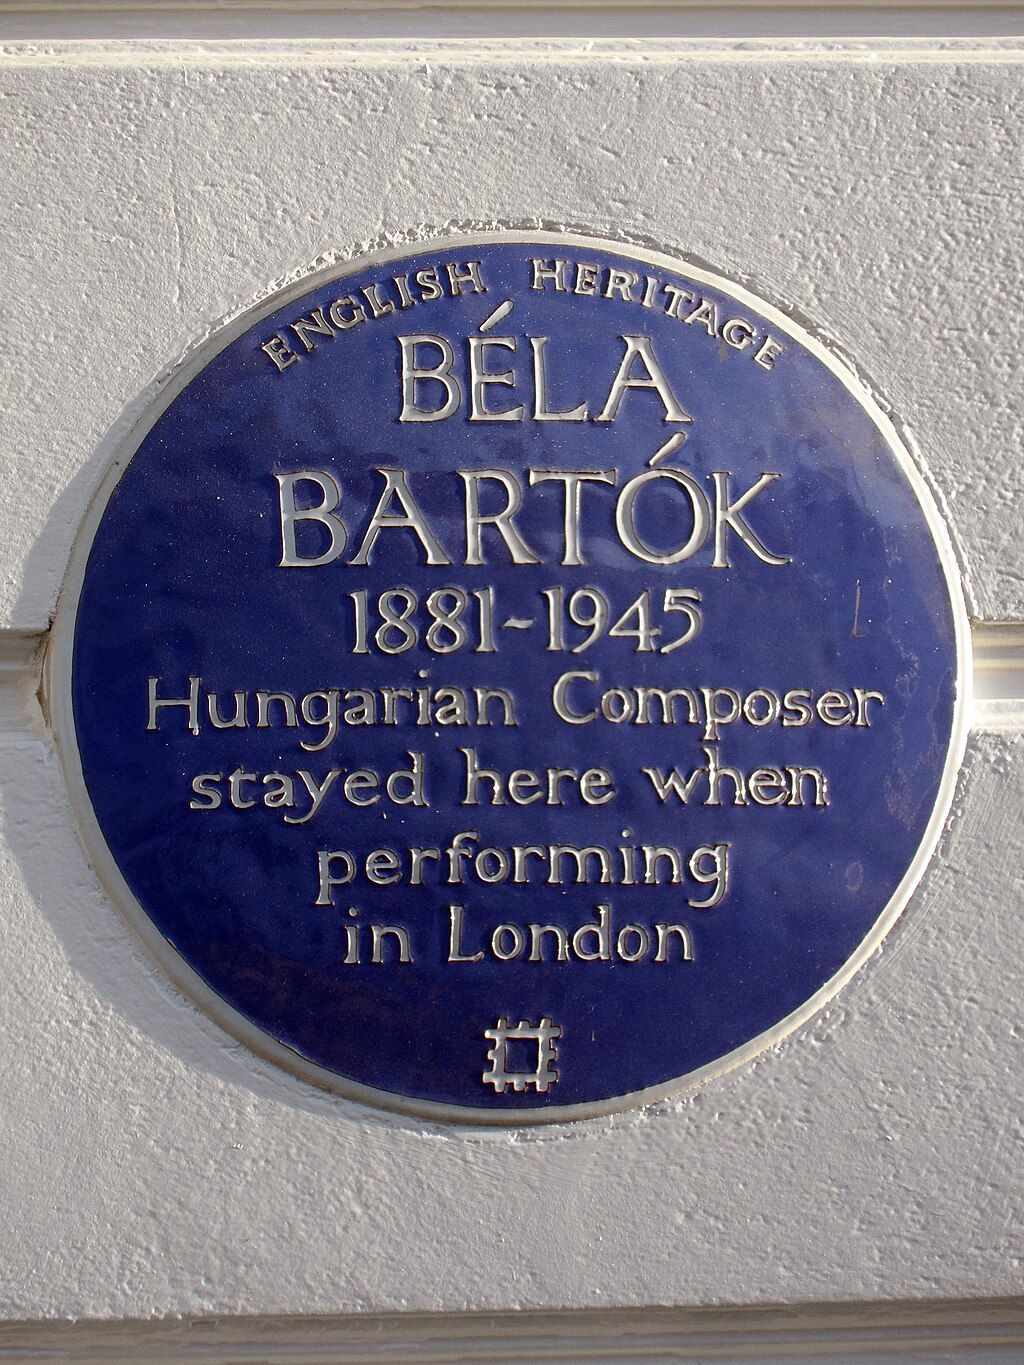 ENGLISH HERITAGE
BÉLA
BARTÓK
1881-1945
Hungarian Composer
stayed here when
performing
in London